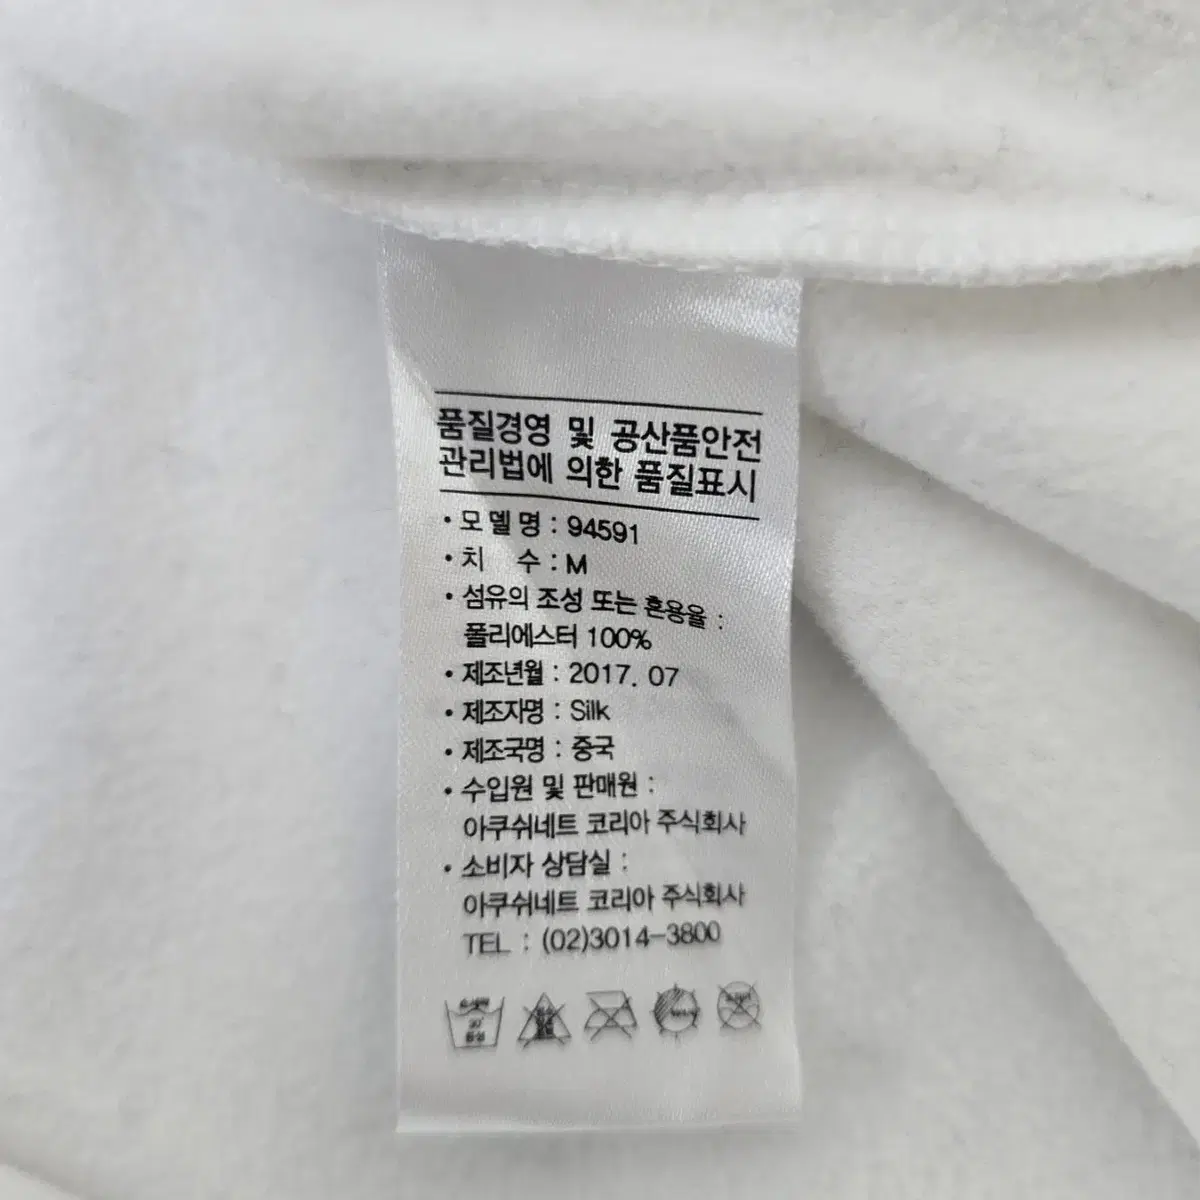 품질경영 및 공산품안전
관리법에 의한 품질표시
· 모델명 : 94591
· 치 수 : M
· 섬유의 조성 또는 혼용율 :
폴리에스터 100%
· 제조년월 : 2017. 07
· 제조자명 : Silk
· 제조국명 : 중국
· 수입원 및 판매원 :
아쿠쉬네트 코리아 주식회사
· 소비자 상담실 :
아쿠쉬네트 코리아 주식회사
TEL : (02)3014-3800